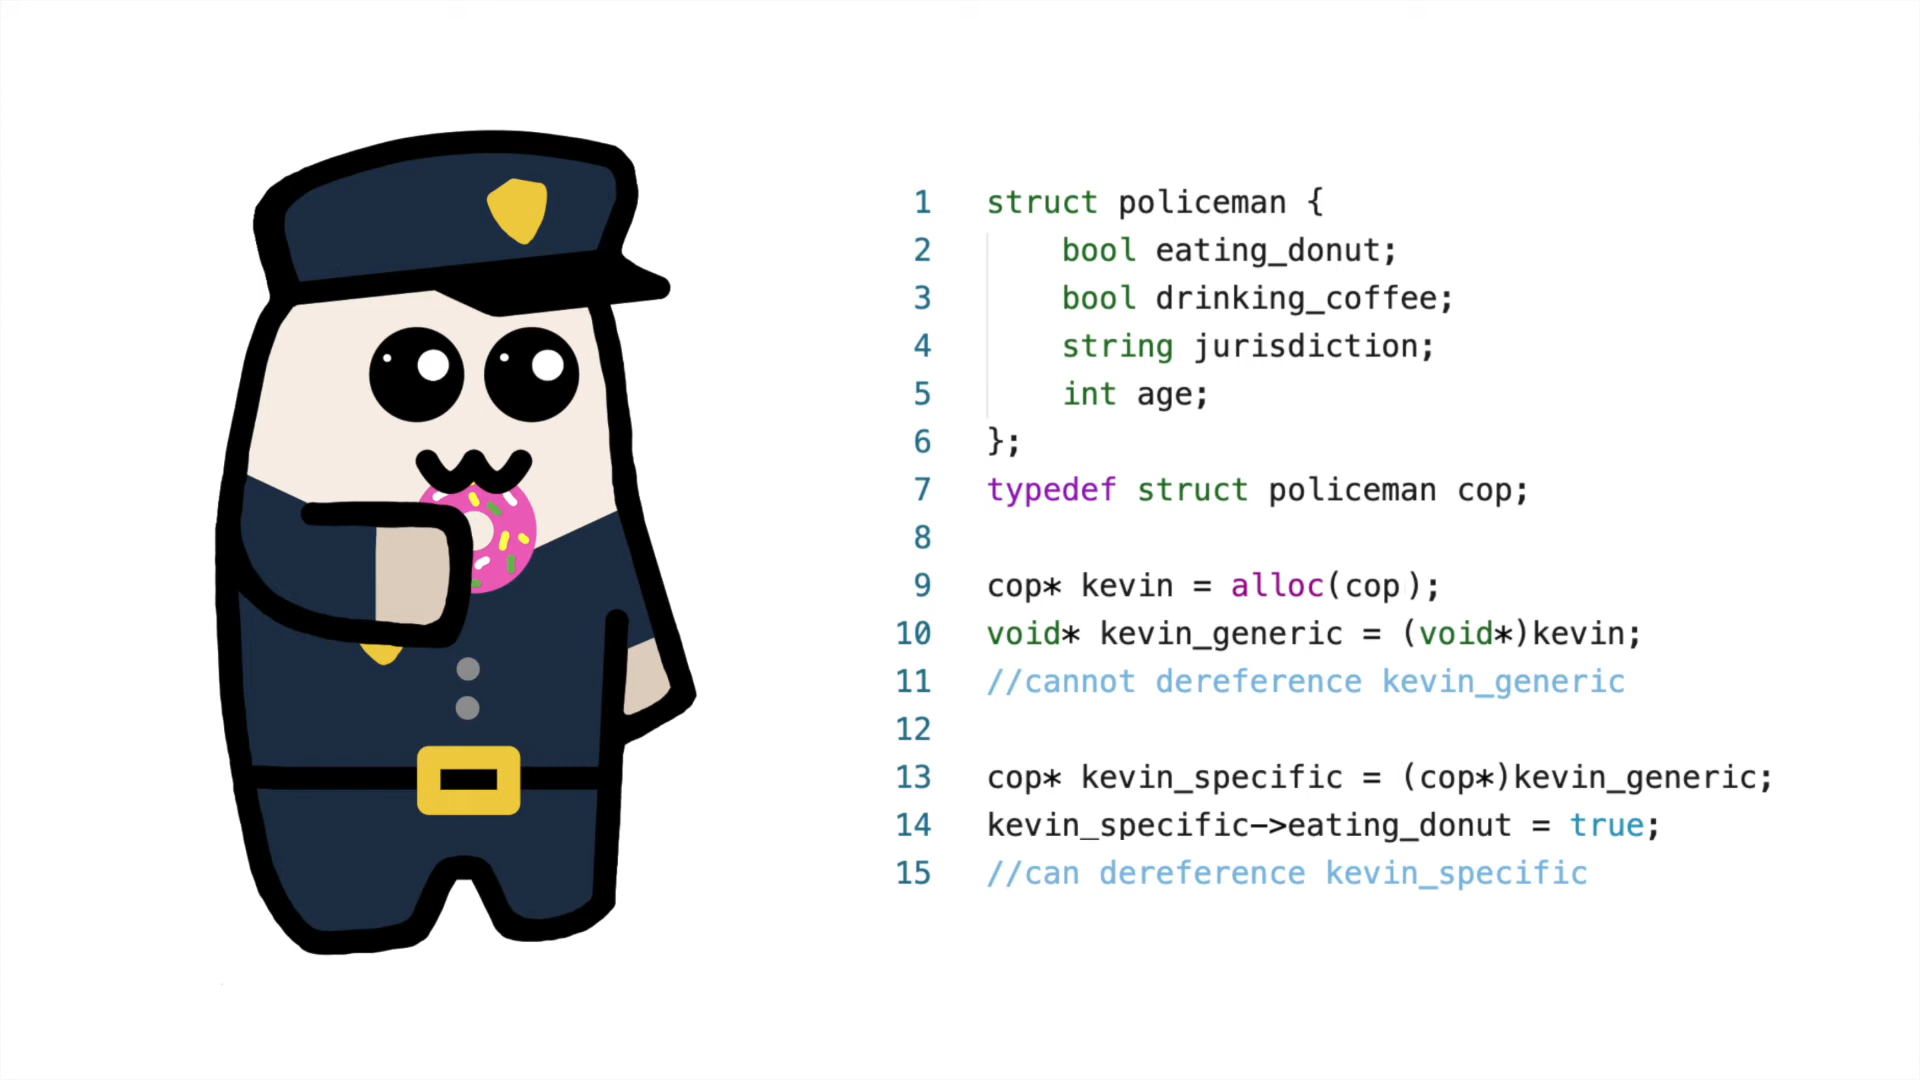 1 struct policeman {
2 bool eating_donut;
3 bool drinking_coffee;
4 string jurisdiction;
5 int age;
6 };
7 typedef struct policeman cop;
8
9 cop* kevin = alloc(cop);
10 void* kevin_generic = (void*)kevin;
11 //cannot dereference kevin_generic
12
13 cop* kevin_specific = (cop*)kevin_generic;
14 kevin_specific->eating_donut = true;
15 //can dereference kevin_specific